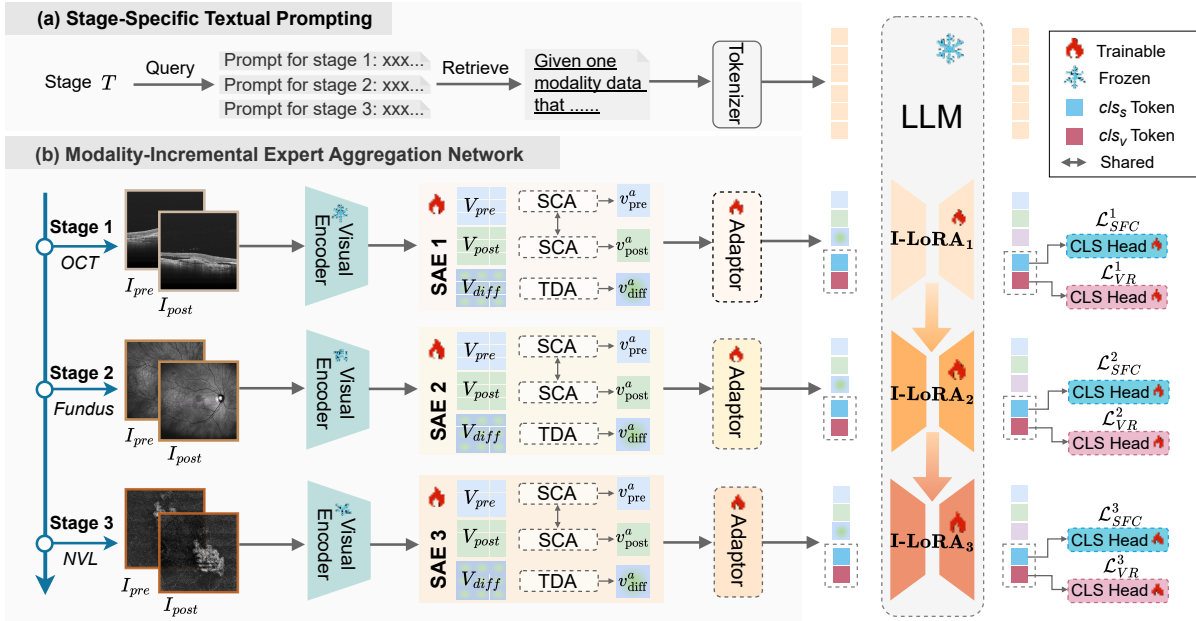 (a) Stage-Specific Textual Prompting
Stage T
Query
Prompt for stage 1: xxx...
Prompt for stage 2: xxx...
Prompt for stage 3: xxx...
Retrieve
Given one
modality data
that ......
Tokenizer
LLM
Trainable
Frozen
cls_s Token
cls_v Token
Shared
(b) Modality-Incremental Expert Aggregation Network
Stage 1
OCT
I_pre
I_post
Visual
Encoder
SAE 1
V_pre
V_post
V_diff
SCA
SCA
TDA
v^a_pre
v^a_post
v^a_diff
Adaptor
I-LoRA_1
L^1_SFC
CLS Head
L^1_VR
CLS Head
Stage 2
Fundus
I_pre
I_post
Visual
Encoder
SAE 2
V_pre
V_post
V_diff
SCA
SCA
TDA
v^a_pre
v^a_post
v^a_diff
Adaptor
I-LoRA_2
L^2_SFC
CLS Head
L^2_VR
CLS Head
Stage 3
NVL
I_pre
I_post
Visual
Encoder
SAE 3
V_pre
V_post
V_diff
SCA
SCA
TDA
v^a_pre
v^a_post
v^a_diff
Adaptor
I-LoRA_3
L^3_SFC
CLS Head
L^3_VR
CLS Head